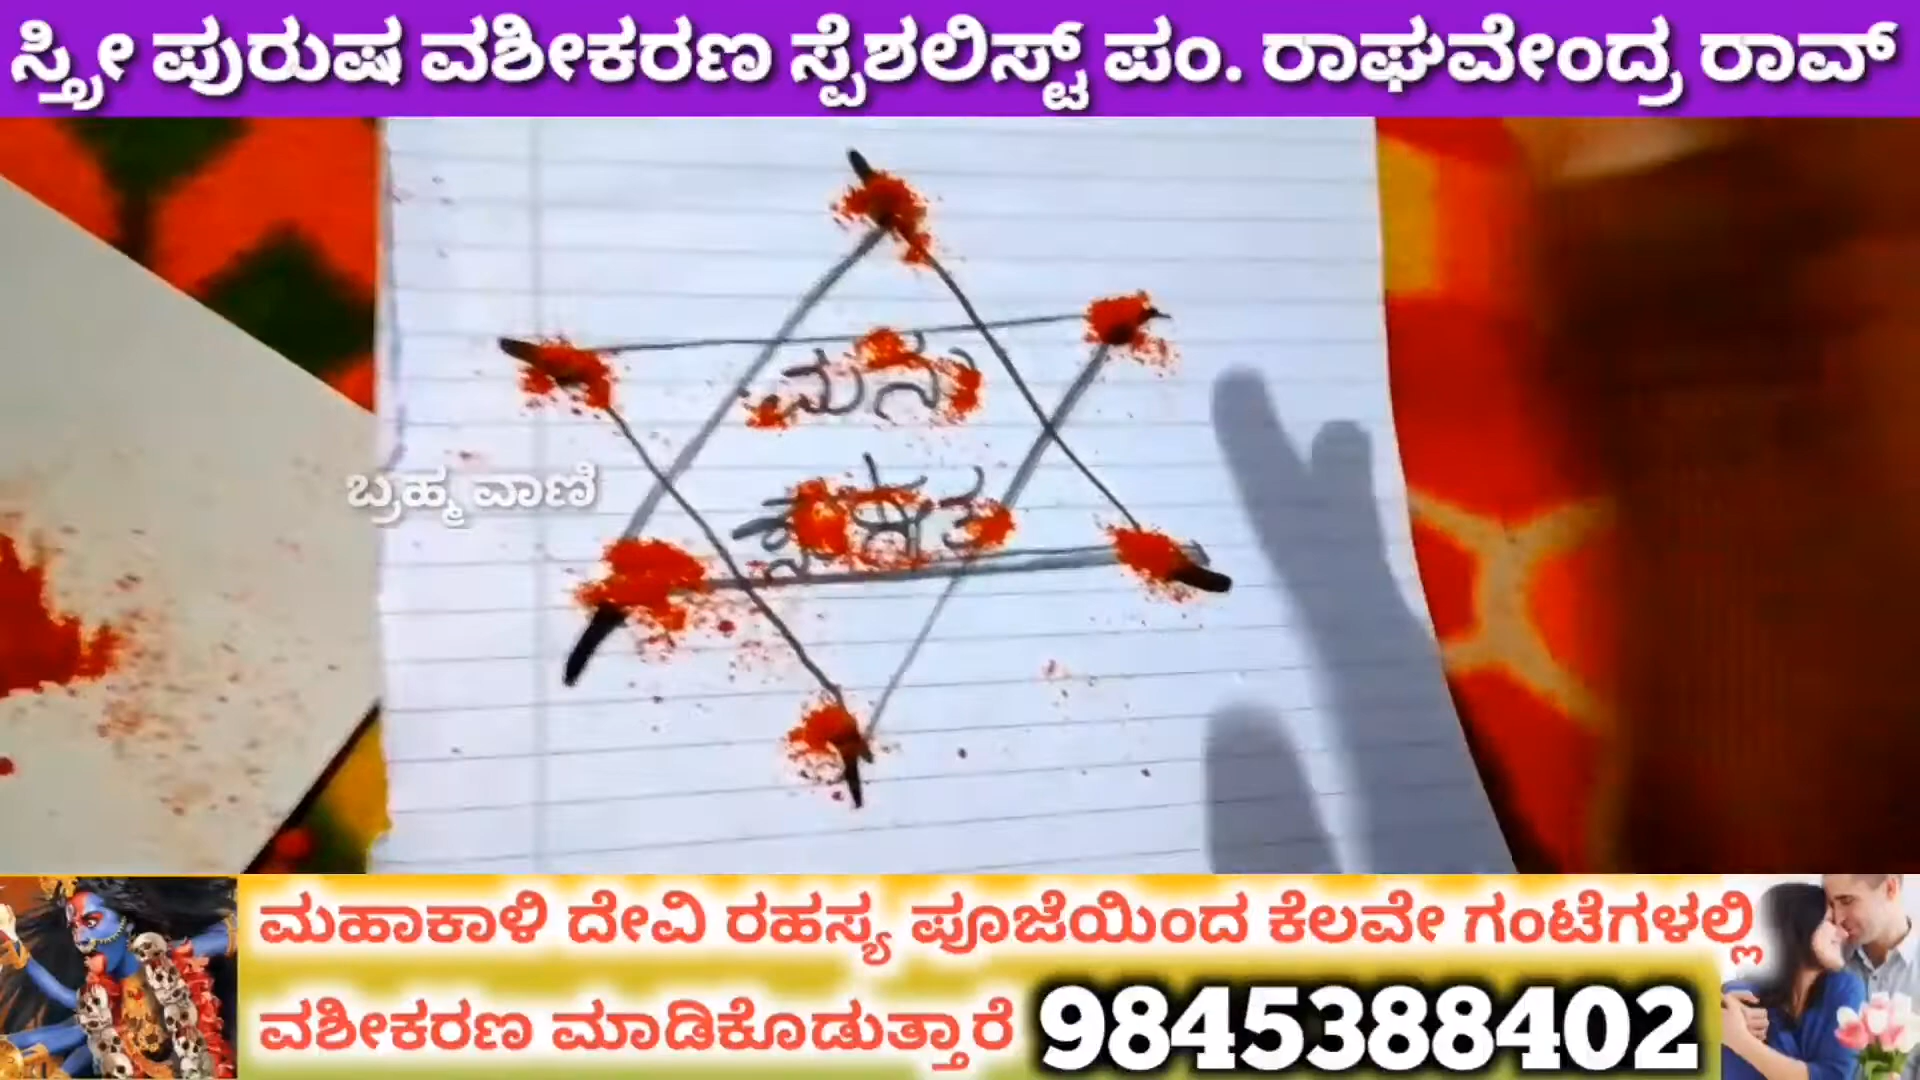 ಸ್ತ್ರೀ ಪುರುಷ ವಶೀಕರಣ ಸ್ಪೆಶಲಿಸ್ಟ್ ಪಂ. ರಾಘವೇಂದ್ರ ರಾವ್
ಬ್ರಹ್ಮ ವಾಣಿ
ಮಹಾಕಾಳಿ ದೇವಿ ರಹಸ್ಯ ಪೂಜೆಯಿಂದ ಕೆಲವೇ ಗಂಟೆಗಳಲ್ಲಿ
ವಶೀಕರಣ ಮಾಡಿಕೊಡುತ್ತಾರೆ 9845388402